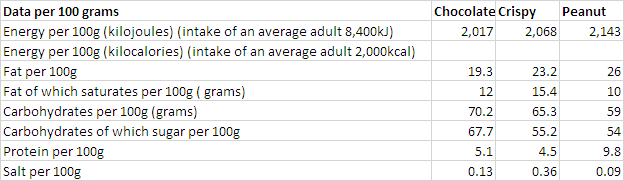 Data per 100 grams Chocolate Crispy Peanut
Energy per 100g (kilojoules) (intake of an average adult 8,400kJ) 2,017 2,068 2,143
Energy per 100g (kilocalories) (intake of an average adult 2,000kcal)
Fat per 100g 19.3 23.2 26
Fat of which saturates per 100g ( grams) 12 15.4 10
Carbohydrates per 100g (grams) 70.2 65.3 59
Carbohydrates of which sugar per 100g 67.7 55.2 54
Protein per 100g 5.1 4.5 9.8
Salt per 100g 0.13 0.36 0.09